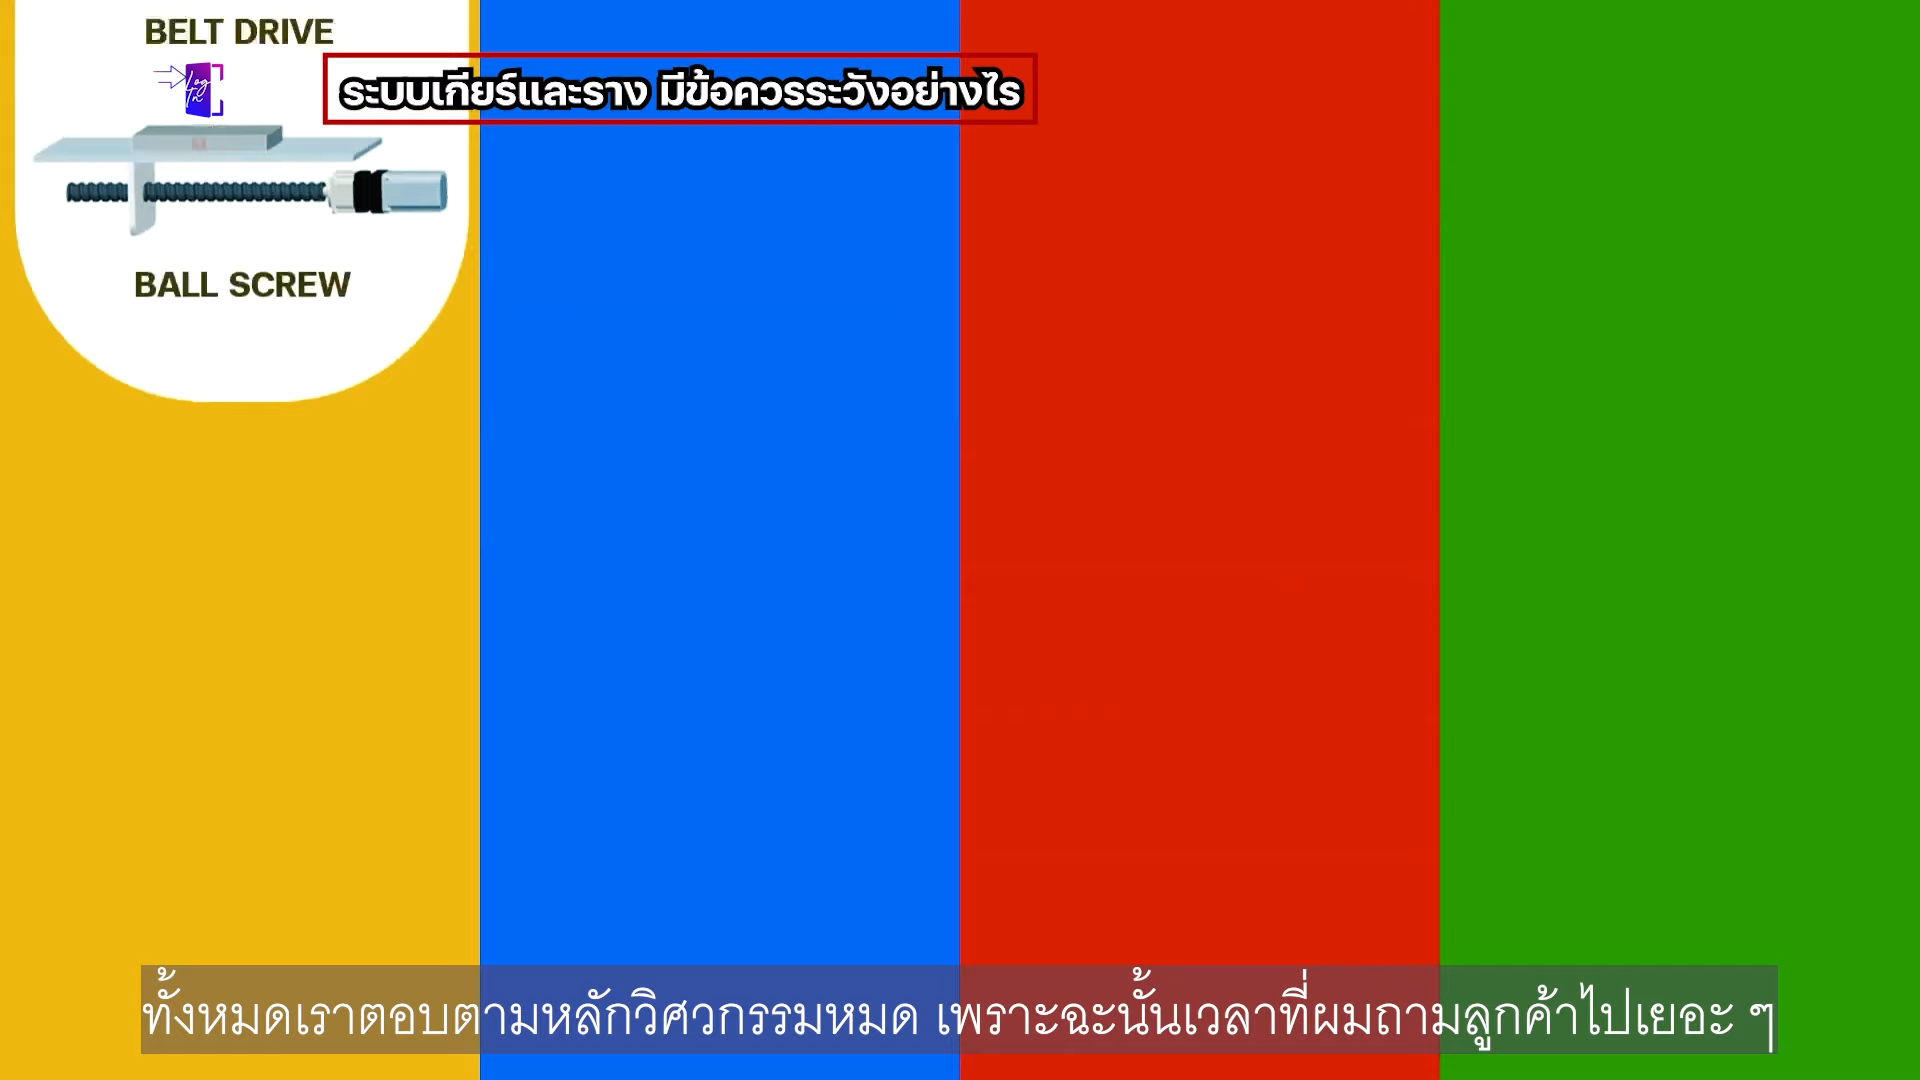 BELT DRIVE
Log In
ระบบเกียร์และราง มีข้อควรระวังอย่างไร
BALL SCREW
ทั้งหมดเราตอบตามหลักวิศวกรรมหมด เพราะฉะนั้นเวลาที่ผมถามลูกค้าไปเยอะ ๆ